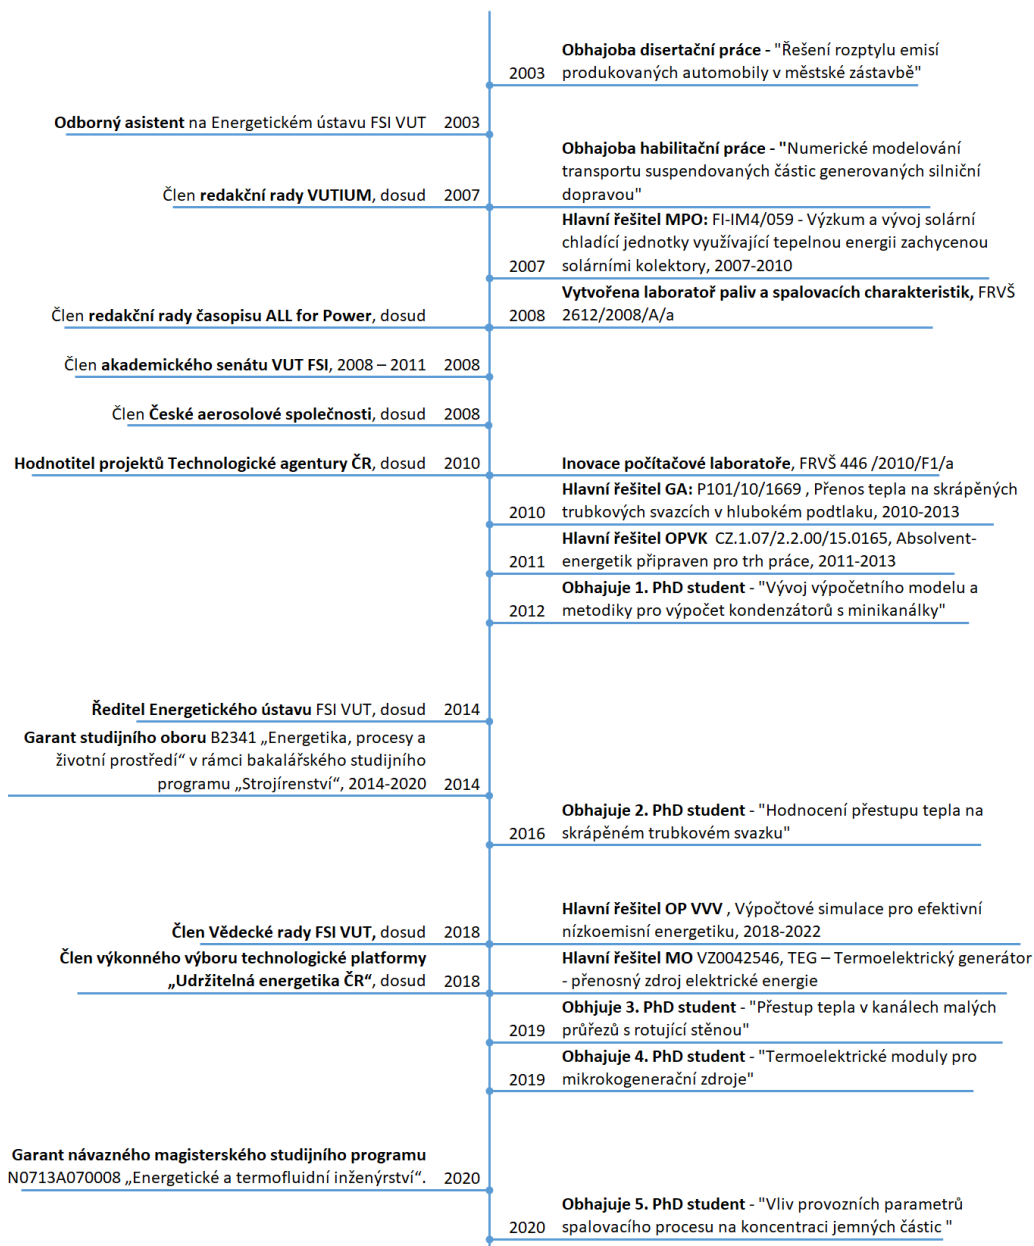 Obhajoba disertační práce - "Řešení rozptylu emisí
2003 produkovaných automobily v městské zástavbě"
Odborný asistent na Energetickém ústavu FSI VUT 2003
Obhajoba habilitační práce - "Numerické modelování
transportu suspendovaných částic generovaných silniční
dopravou"
Člen redakční rady VUTIUM, dosud 2007
Hlavní řešitel MPO: FI-IM4/059 - Výzkum a vývoj solární
chladící jednotky využívající tepelnou energii zachycenou
2007 solárními kolektory, 2007-2010
Vytvořena laboratoř paliv a spalovacích charakteristik, FRVŠ
2008 2612/2008/A/a
Člen redakční rady časopisu ALL for Power, dosud
Člen akademického senátu VUT FSI, 2008 – 2011 2008
Člen České aerosolové společnosti, dosud 2008
Hodnotitel projektů Technologické agentury ČR, dosud 2010
Inovace počítačové laboratoře, FRVŠ 446 /2010/F1/a
Hlavní řešitel GA: P101/10/1669 , Přenos tepla na skrápěných
2010 trubkových svazcích v hlubokém podtlaku, 2010-2013
Hlavní řešitel OPVK CZ.1.07/2.2.00/15.0165, Absolvent-
2011 energetik připraven pro trh práce, 2011-2013
Obhajuje 1. PhD student - "Vývoj výpočetního modelu a
2012 metodiky pro výpočet kondenzátorů s minikanálky"
Ředitel Energetického ústavu FSI VUT, dosud 2014
Garant studijního oboru B2341 „Energetika, procesy a
životní prostředí“ v rámci bakalářského studijního
programu „Strojírenství“, 2014-2020 2014
Obhajuje 2. PhD student - "Hodnocení přestupu tepla na
2016 skrápěném trubkovém svazku"
Hlavní řešitel OP VVV , Výpočtové simulace pro efektivní
nízkoemisní energetiku, 2018-2022
Člen Vědecké rady FSI VUT, dosud 2018
Člen výkonného výboru technologické platformy
„Udržitelná energetika ČR“, dosud 2018
Hlavní řešitel MO VZ0042546, TEG – Termoelektrický generátor
- přenosný zdroj elektrické energie
Obhjuje 3. PhD student - "Přestup tepla v kanálech malých
2019 průřezů s rotující stěnou"
Obhajuje 4. PhD student - "Termoelektrické moduly pro
2019 mikrokogenerační zdroje"
Garant návazného magisterského studijního programu
N0713A070008 „Energetické a termofluidní inženýrství“. 2020
Obhajuje 5. PhD student - "Vliv provozních parametrů
2020 spalovacího procesu na koncentraci jemných částic "